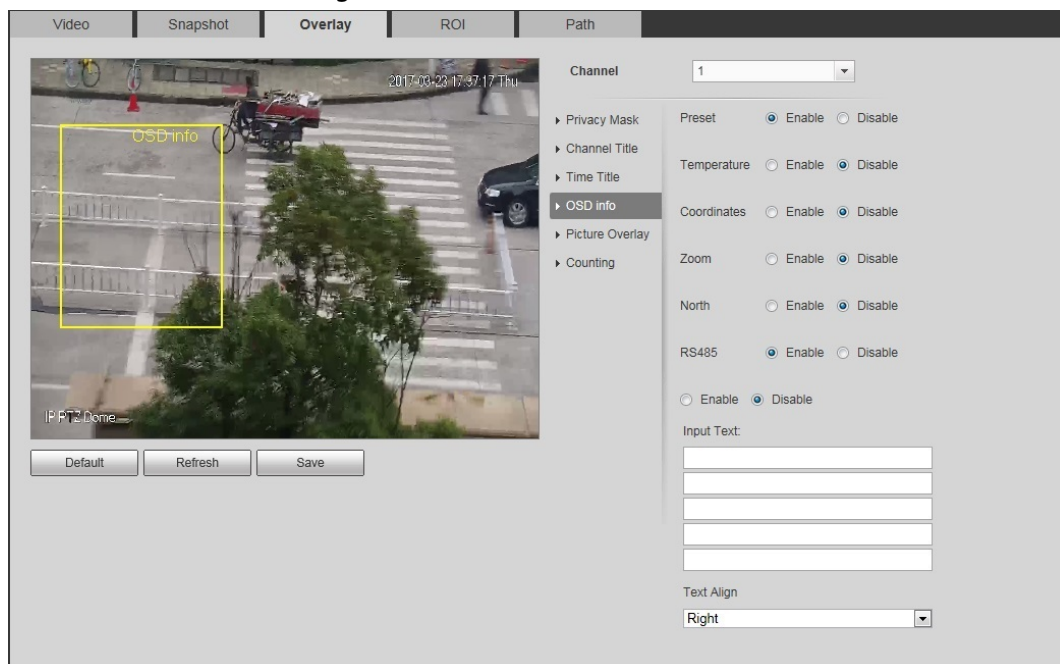 Video Snapshot Overlay ROI Path
2017-03-23 17:37:17 Thu
OSD info
IP PTZ Dome
Default Refresh Save
Channel 1
Privacy Mask
Channel Title
Time Title
OSD info
Picture Overlay
Counting
Preset Enable Disable
Temperature Enable Disable
Coordinates Enable Disable
Zoom Enable Disable
North Enable Disable
RS485 Enable Disable
Enable Disable
Input Text:
Text Align
Right